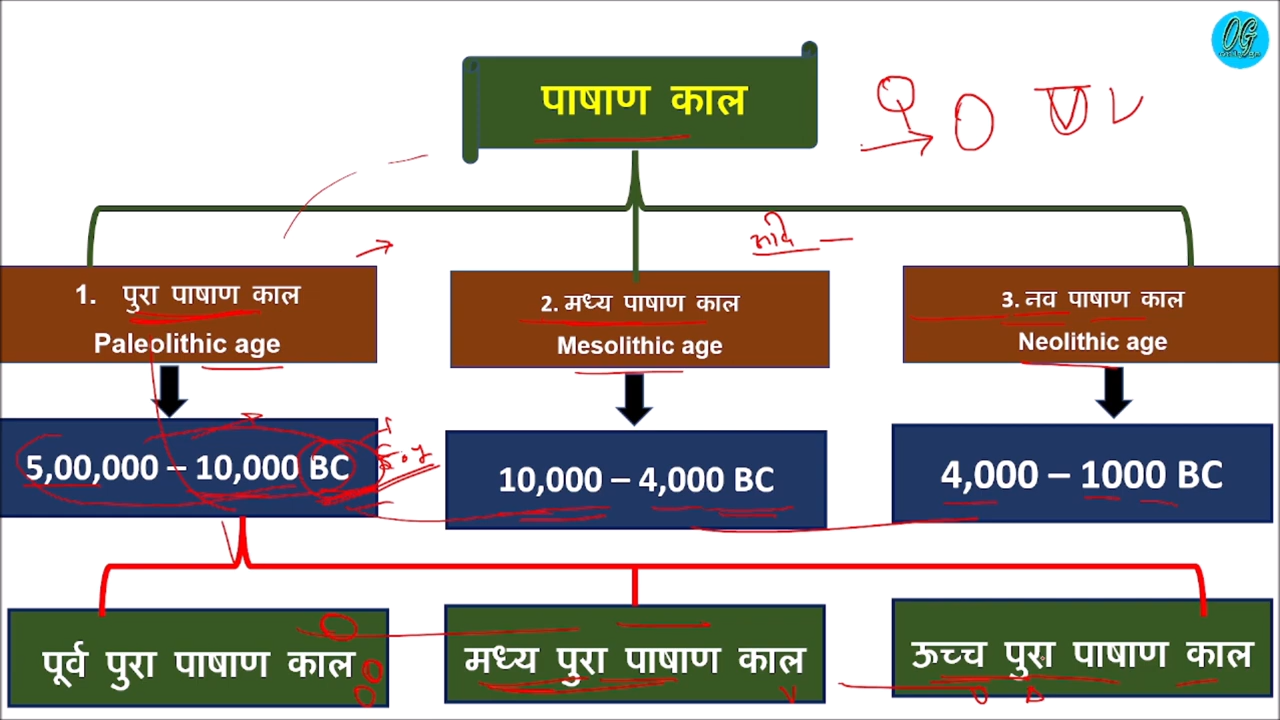 OG
पाषाण काल
1. पुरा पाषाण काल
Paleolithic age
2. मध्य पाषाण काल
Mesolithic age
3. नव पाषाण काल
Neolithic age
5,00,000 – 10,000 BC
10,000 – 4,000 BC
4,000 – 1000 BC
पूर्व पुरा पाषाण काल
मध्य पुरा पाषाण काल
ऊच्च पुरा पाषाण काल